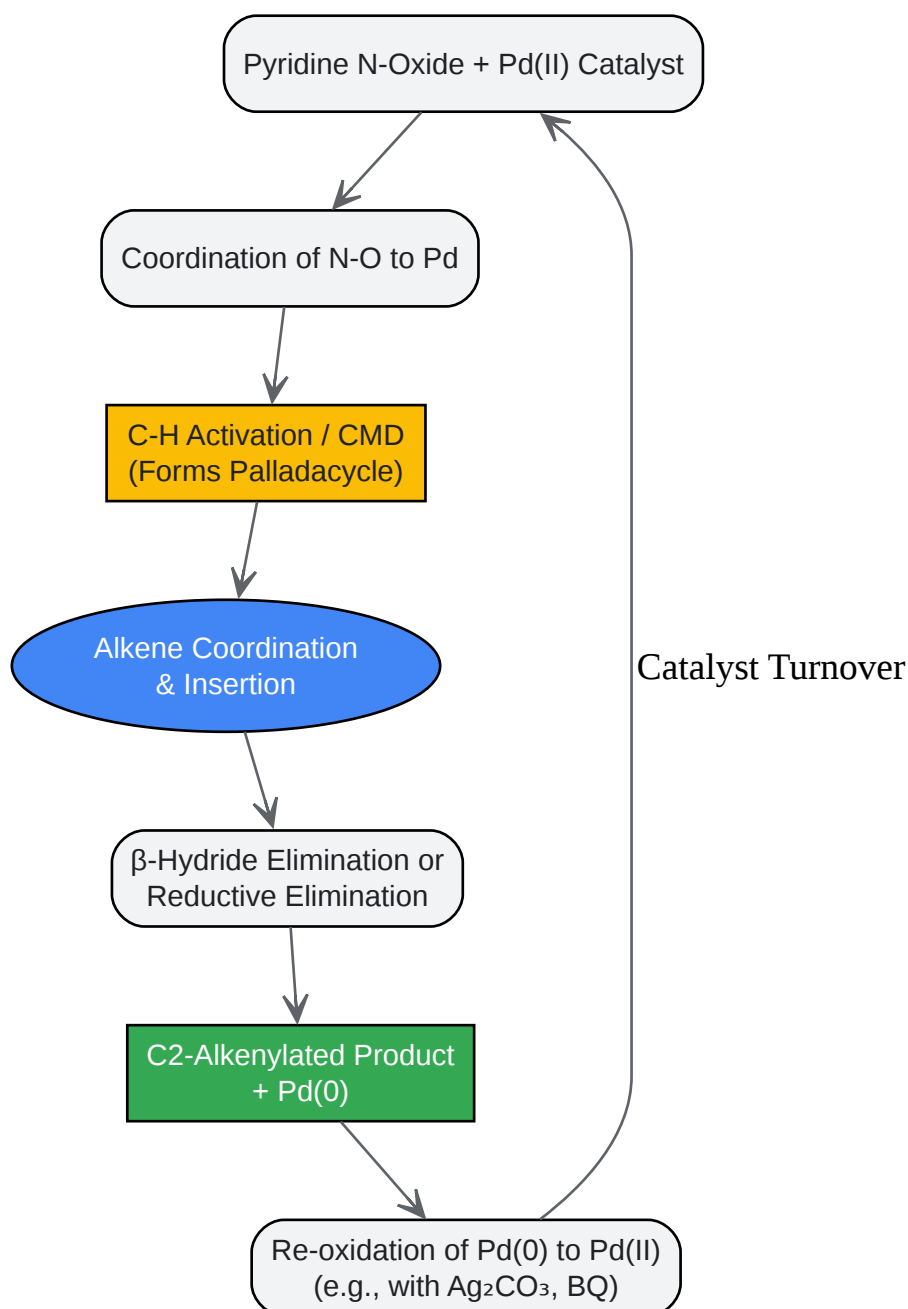 Pyridine N-Oxide + Pd(II) Catalyst
Coordination of N-O to Pd
C-H Activation / CMD
(Forms Palladacycle)
Alkene Coordination
& Insertion
Catalyst Turnover
β-Hydride Elimination or
Reductive Elimination
C2-Alkenylated Product
+ Pd(0)
Re-oxidation of Pd(0) to Pd(II)
(e.g., with Ag₂CO₃, BQ)